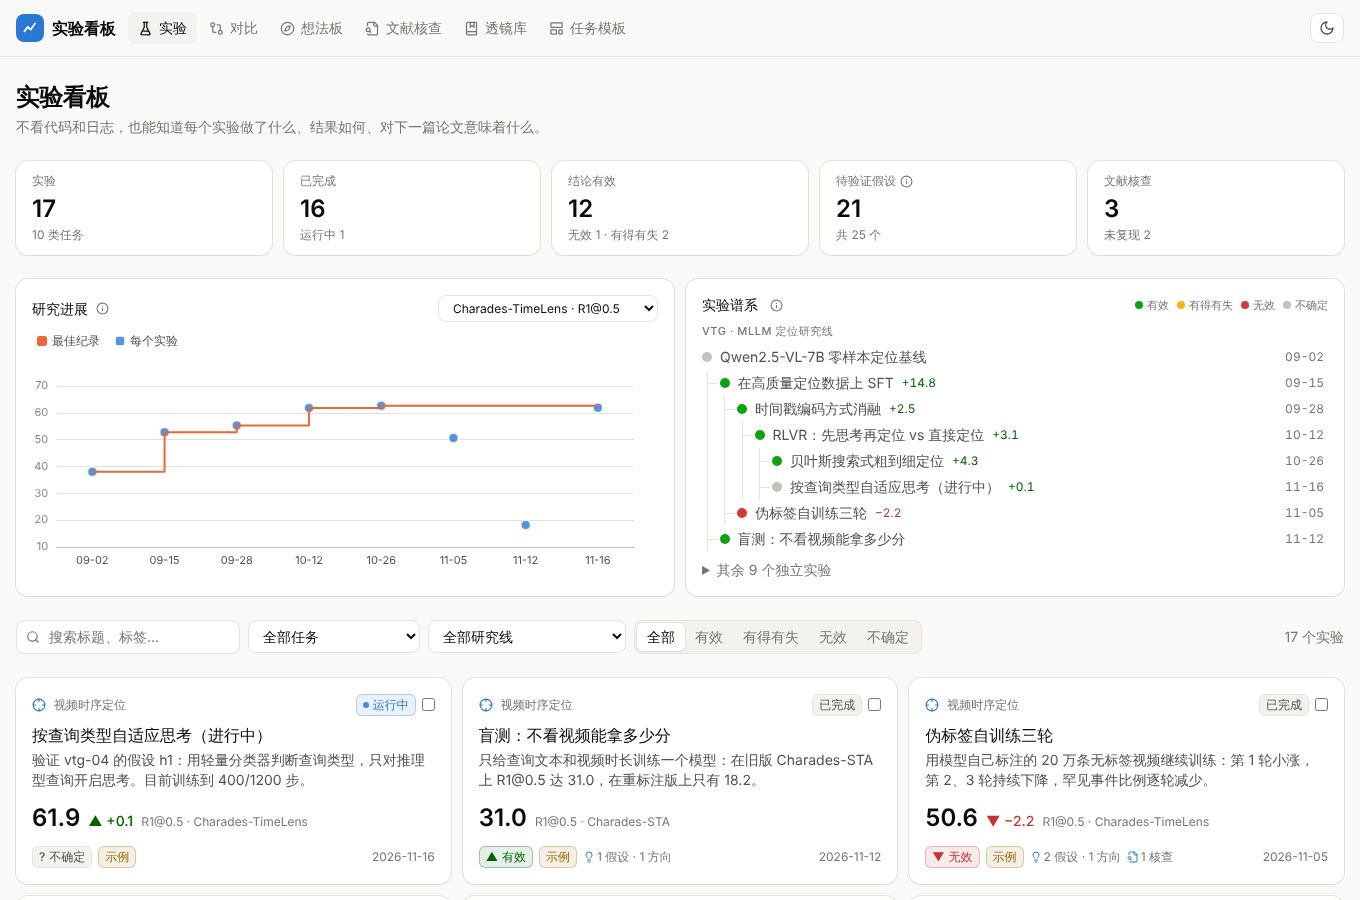 实验看板 实验 对比 想法板 文献核查 透镜库 任务模板
实验看板
不看代码和日志，也能知道每个实验做了什么、结果如何、对下一篇论文意味着什么。
实验
17
10 类任务
已完成
16
运行中 1
结论有效
12
无效 1 · 有得有失 2
待验证假设
21
共 25 个
文献核查
3
未复现 2
研究进展
Charades-TimeLens · R1@0.5
最佳纪录 每个实验
70
60
50
40
30
20
10
09-02 09-15 09-28 10-12 10-26 11-05 11-12 11-16
实验谱系
有效 有得有失 无效 不确定
VTG · MLLM 定位研究线
Qwen2.5-VL-7B 零样本定位基线 09-02
在高质量定位数据上 SFT +14.8 09-15
时间戳编码方式消融 +2.5 09-28
RLVR：先思考再定位 vs 直接定位 +3.1 10-12
贝叶斯搜索式粗到细定位 +4.3 10-26
按查询类型自适应思考（进行中） +0.1 11-16
伪标签自训练三轮 −2.2 11-05
盲测：不看视频能拿多少分 11-12
▶ 其余 9 个独立实验
搜索标题、标签... 全部任务 全部研究线 全部 有效 有得有失 无效 不确定 17 个实验
视频时序定位 运行中
按查询类型自适应思考（进行中）
验证 vtg-04 的假设 h1：用轻量分类器判断查询类型，只对推理
型查询开启思考。目前训练到 400/1200 步。
61.9 ▲ +0.1 R1@0.5 · Charades-TimeLens
? 不确定 示例 2026-11-16
视频时序定位 已完成
盲测：不看视频能拿多少分
只给查询文本和视频时长训练一个模型：在旧版 Charades-STA
上 R1@0.5 达 31.0，在重标注版上只有 18.2。
31.0 R1@0.5 · Charades-STA
▲ 有效 示例 1 假设 · 1 方向 2026-11-12
视频时序定位 已完成
伪标签自训练三轮
用模型自己标注的 20 万条无标签视频继续训练：第 1 轮小涨，
第 2、3 轮持续下降，罕见事件比例逐轮减少。
50.6 ▼ −2.2 R1@0.5 · Charades-TimeLens
▼ 无效 示例 2 假设 · 1 方向 1 核查 2026-11-05